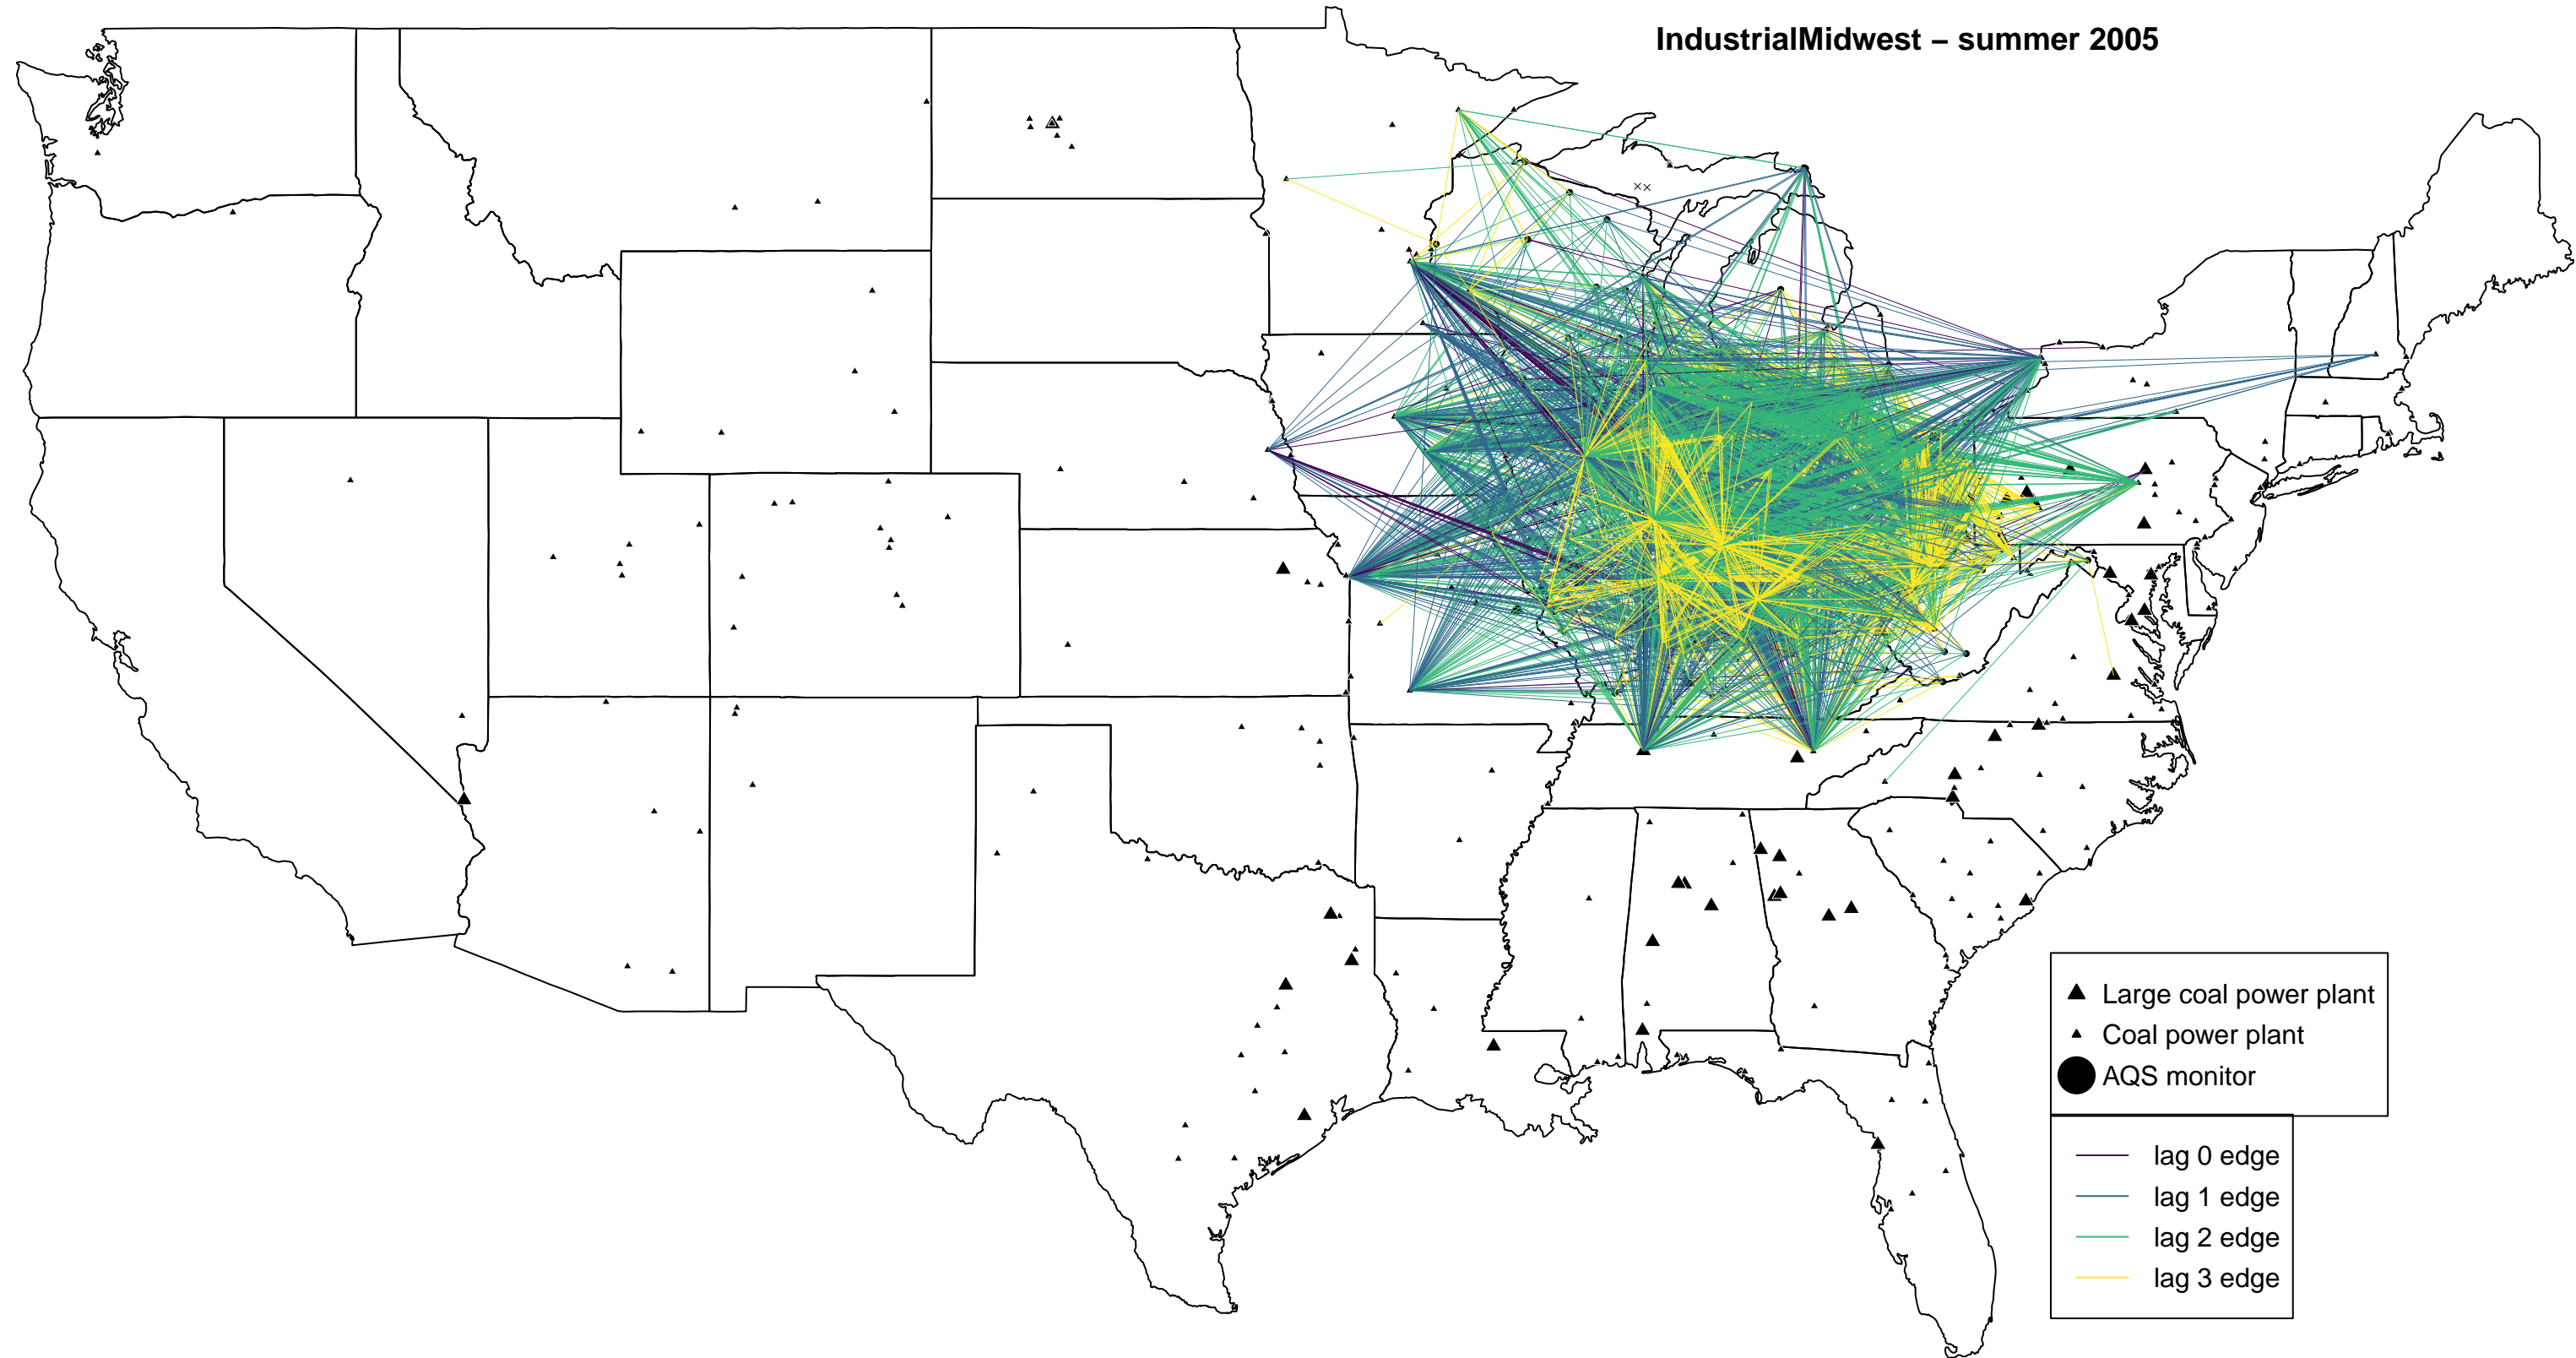 IndustrialMidwest – summer 2005
Large coal power plant
Coal power plant
AQS monitor
lag 0 edge
lag 1 edge
lag 2 edge
lag 3 edge